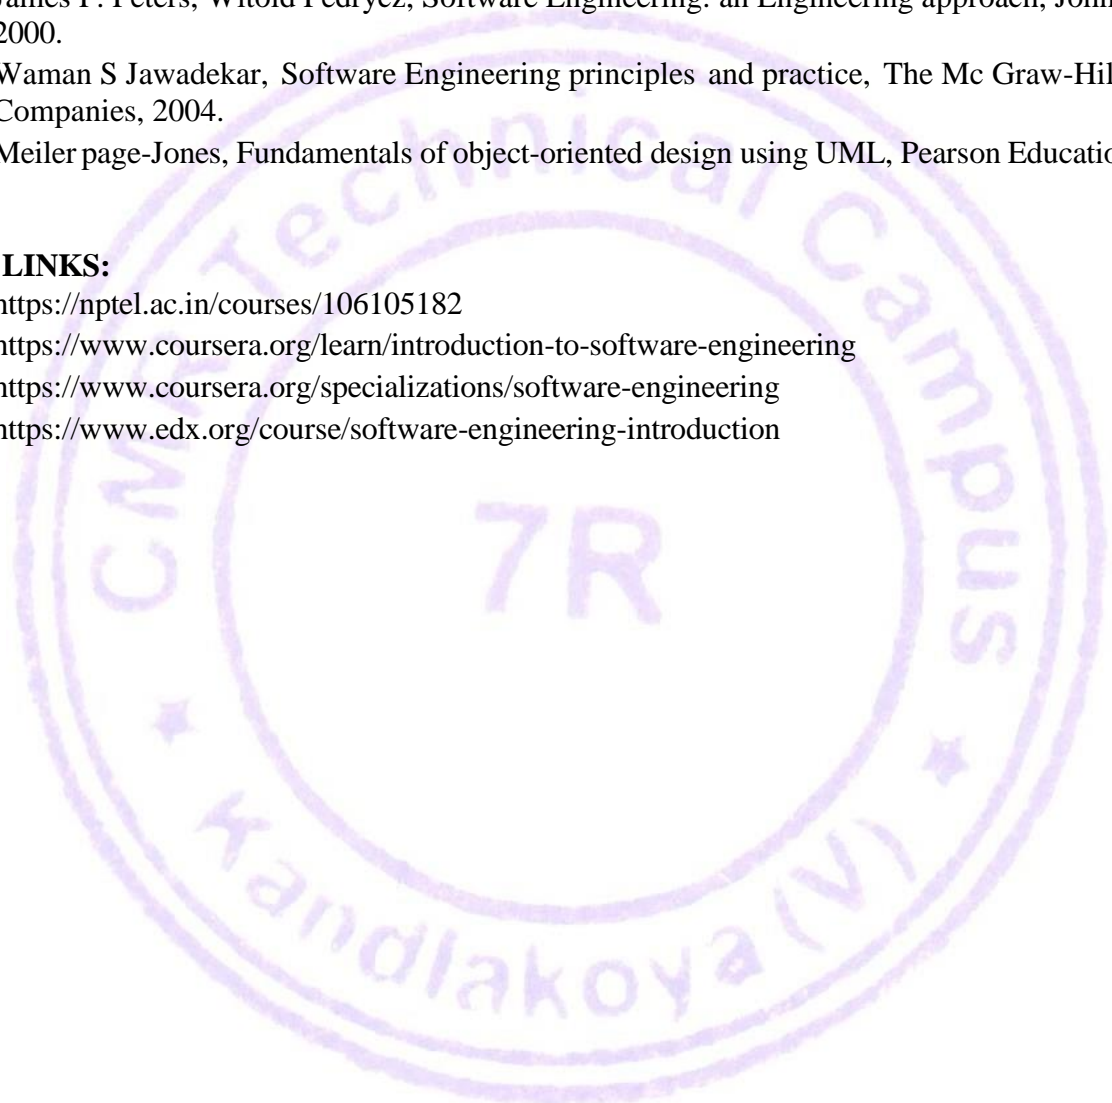 James F. Peters, Witold Pedrycz, Software Engineering: an Engineering approach, John
2000.
Waman S Jawadekar, Software Engineering principles and practice, The Mc Graw-Hil
Companies, 2004.
Meiler page-Jones, Fundamentals of object-oriented design using UML, Pearson Educatio
LINKS:
https://nptel.ac.in/courses/106105182
https://www.coursera.org/learn/introduction-to-software-engineering
https://www.coursera.org/specializations/software-engineering
https://www.edx.org/course/software-engineering-introduction
CMR Technical Campus
7R
Kandlakoya (V)